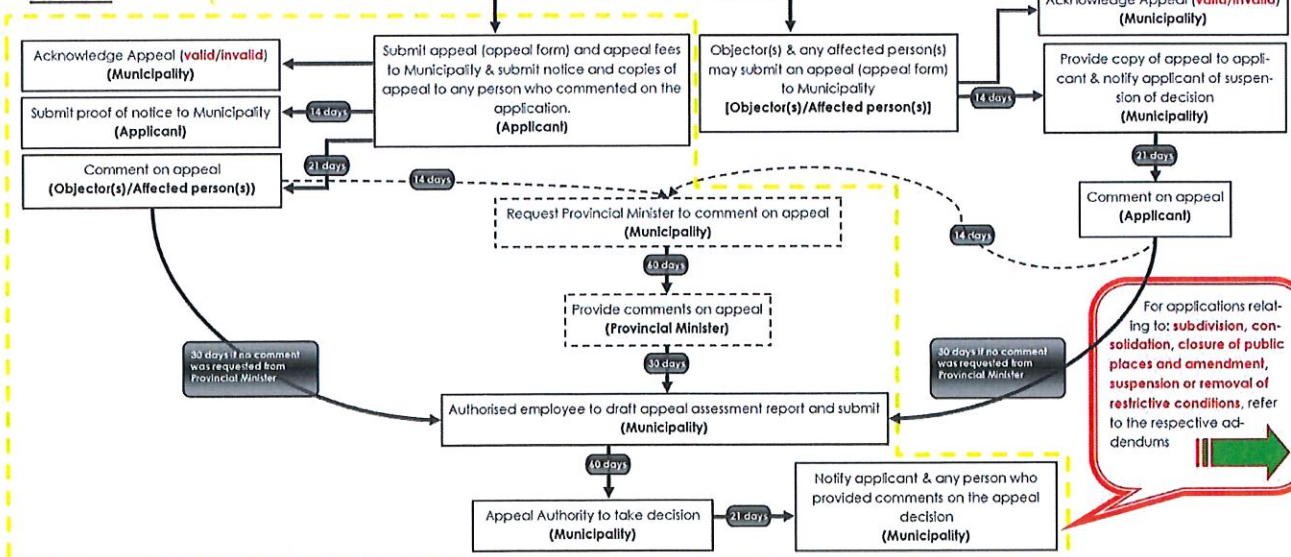 Acknowledge Appeal (valid/invalid)
(Municipality)
Submit appeal (appeal form) and appeal fees
to Municipality & submit notice and copies of
appeal to any person who commented on the
application.
(Applicant)
Objector(s) & any affected person(s)
may submit an appeal (appeal form)
to Municipality
[Objector(s)/Affected person(s)]
Acknowledge Appeal (valid/invalid)
(Municipality)
Provide copy of appeal to appli-
cant & notify applicant of suspen-
sion of decision
(Municipality)
14 days
14 days
Submit proof of notice to Municipality
(Applicant)
21 days
21 days
Comment on appeal
(Objector(s)/Affected person(s))
14 days
Request Provincial Minister to comment on appeal
(Municipality)
14 days
Comment on appeal
(Applicant)
60 days
Provide comments on appeal
(Provincial Minister)
30 days if no comment
was requested from
Provincial Minister
30 days
30 days if no comment
was requested from
Provincial Minister
For applications relat-
ing to: subdivision, con-
solidation, closure of public
places and amendment,
suspension or removal of
restrictive conditions, refer
to the respective ad-
dendums
Authorised employee to draft appeal assessment report and submit
(Municipality)
60 days
Appeal Authority to take decision
(Municipality)
21 days
Notify applicant & any person who
provided comments on the appeal
decision
(Municipality)